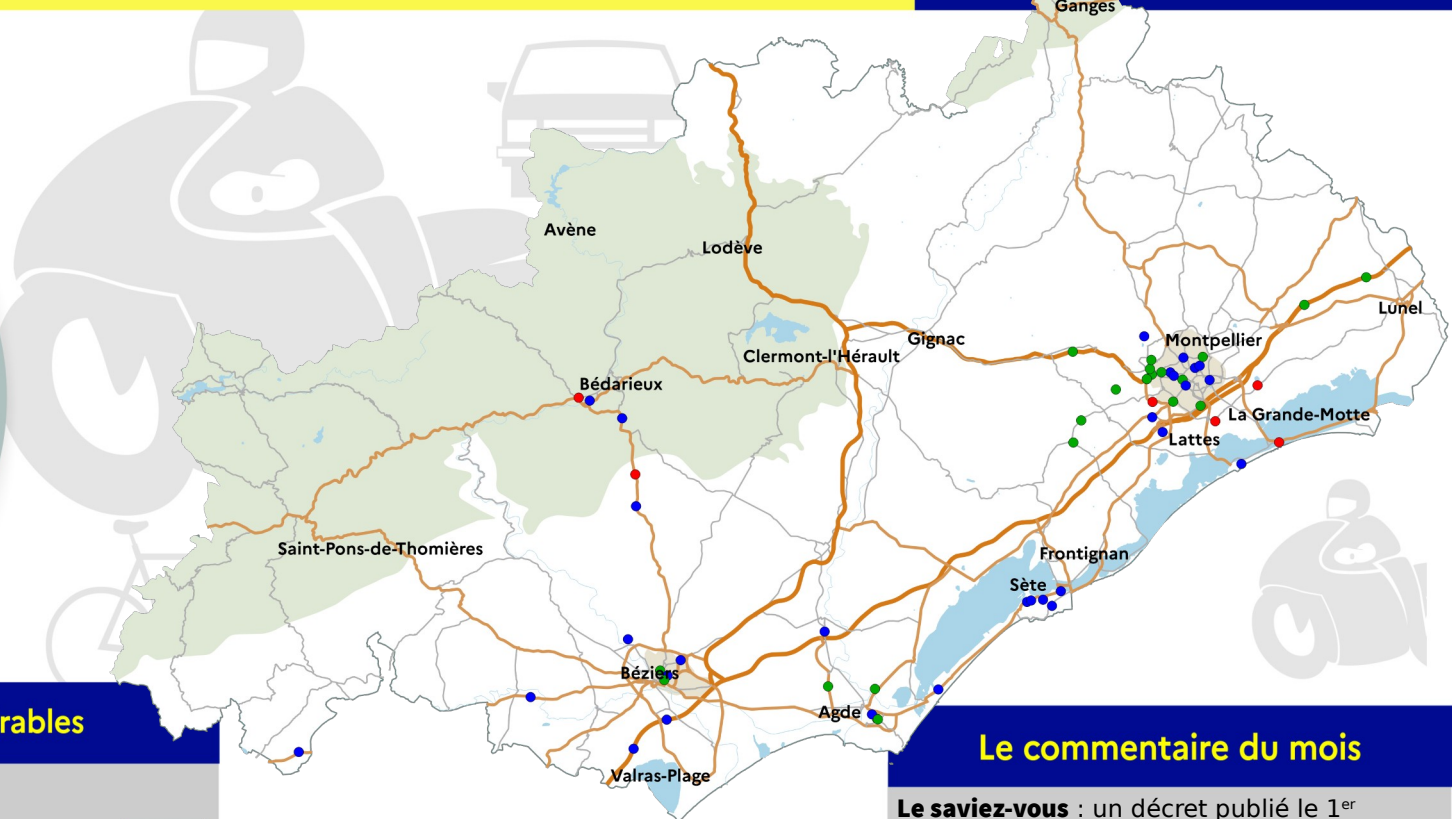 Ganges
Avène
Lodève
Lunel
Gignac
Montpellier
Clermont-l'Hérault
Bédarieux
La Grande-Motte
Lattes
Saint-Pons-de-Thomières
Frontignan
Sète
Béziers
Agde
rables
Le commentaire du mois
Valras-Plage
Le saviez-vous : un décret publié le 1er